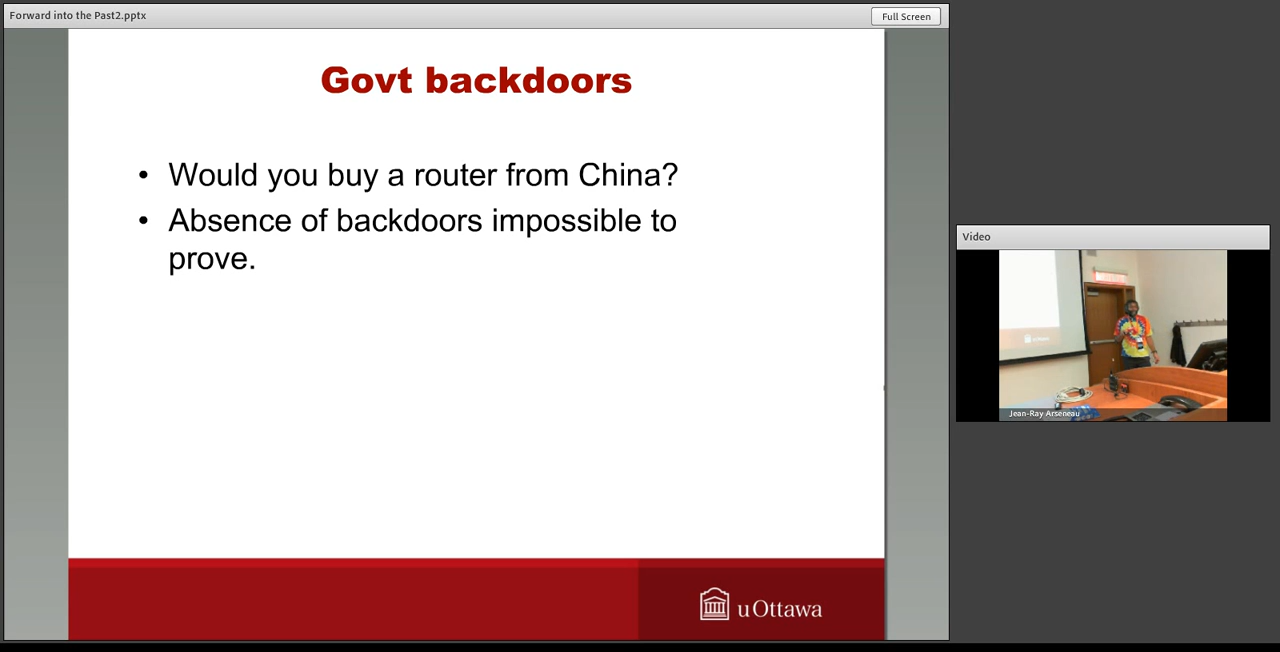 Forward into the Past2.pptx
Full Screen
Govt backdoors
• Would you buy a router from China?
• Absence of backdoors impossible to
prove.
uOttawa
Video
uOttawa
Jean-Ray Arseneau